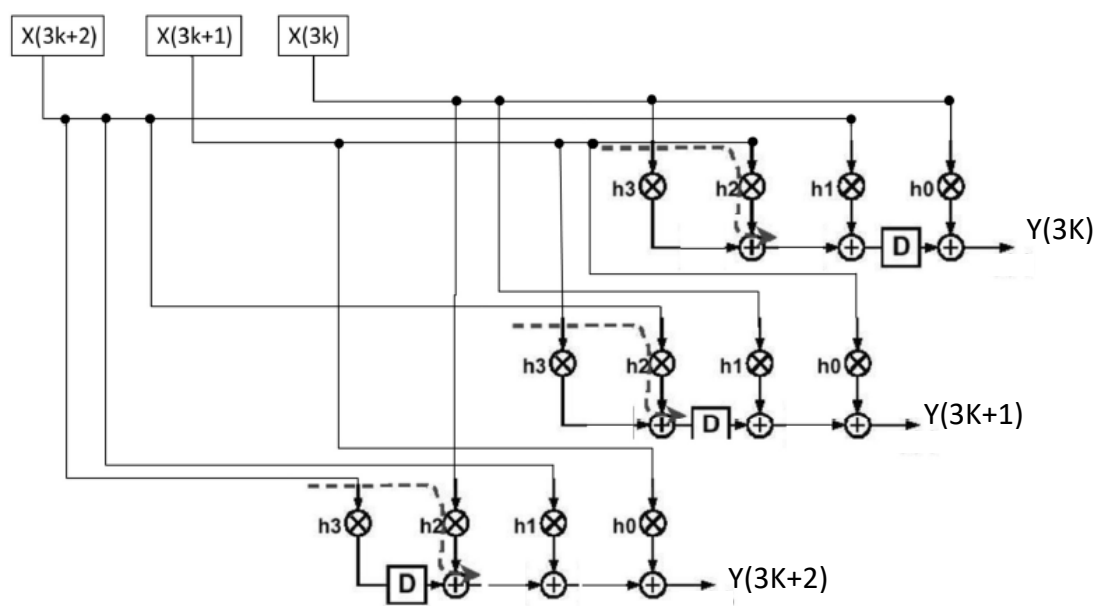 X(3k+2) X(3k+1) X(3k)
h3 h2 h1 h0
D
Y(3K)
h3 h2 h1 h0
D
Y(3K+1)
h3 h2 h1 h0
D
Y(3K+2)